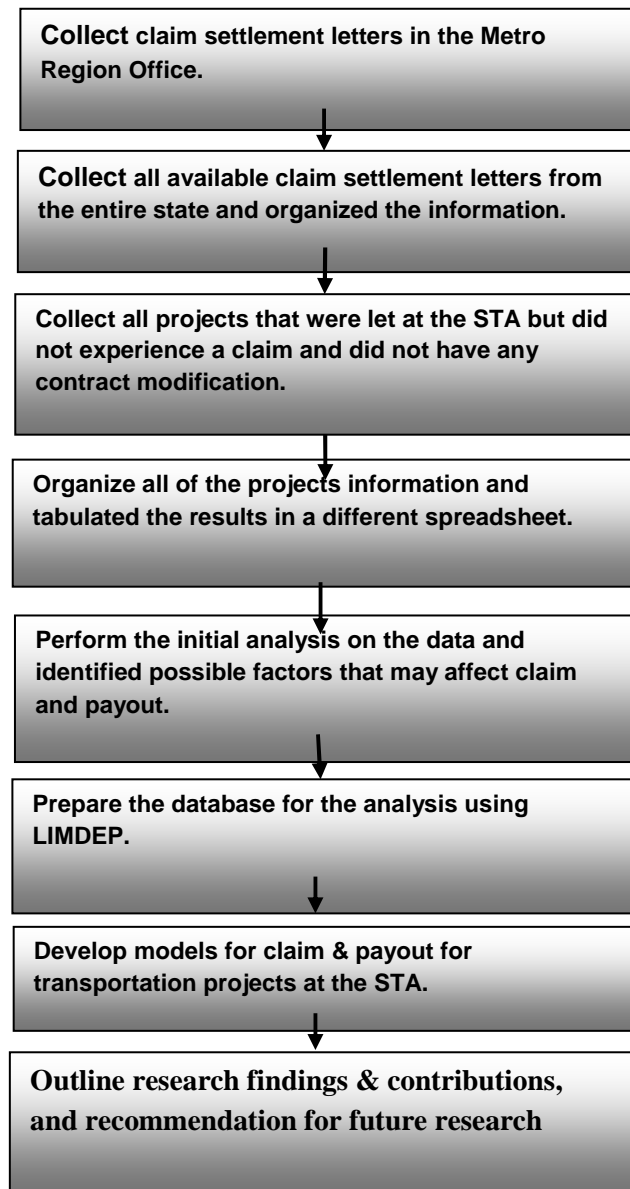 Collect claim settlement letters in the Metro
Region Office.
Collect all available claim settlement letters from
the entire state and organized the information.
Collect all projects that were let at the STA but did
not experience a claim and did not have any
contract modification.
Organize all of the projects information and
tabulated the results in a different spreadsheet.
Perform the initial analysis on the data and
identified possible factors that may affect claim
and payout.
Prepare the database for the analysis using
LIMDEP.
Develop models for claim & payout for
transportation projects at the STA.
Outline research findings & contributions,
and recommendation for future research